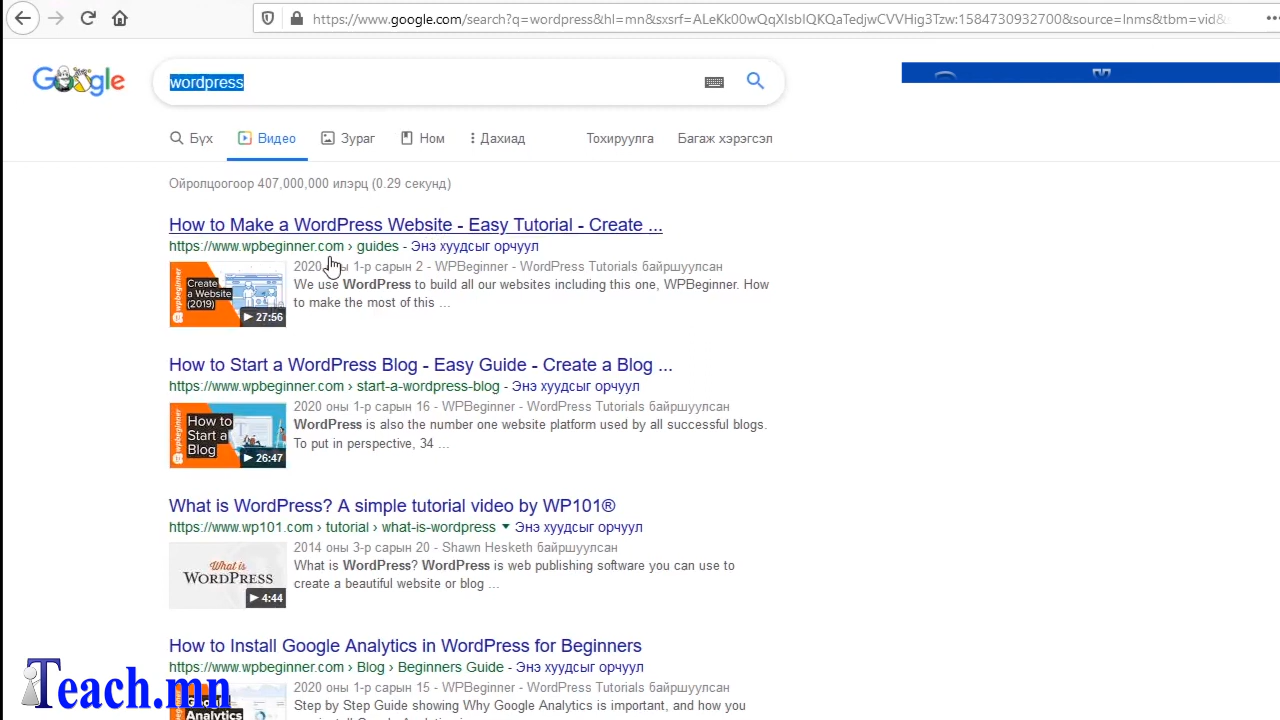 https://www.google.com/search?q=wordpress&hl=mn&sxsrf=ALeKk00wQqXlsbIQKQaTedjwCVVHig3Tzw:1584730932700&source=lnms&tbm=vid&
Google
wordpress
Бүх Видео Зураг Ном Дахиад Тохируулга Багаж хэрэгсэл
Ойролцоогоор 407,000,000 илэрц (0.29 секунд)
How to Make a WordPress Website - Easy Tutorial - Create ...
https://www.wpbeginner.com › guides - Энэ хуудсыг орчуул
2020 оны 1-р сарын 2 - WPBeginner - WordPress Tutorials байршуулсан
We use WordPress to build all our websites including this one, WPBeginner. How
to make the most of this ...
wpbeginner
Create
a Website
(2019)
27:56
How to Start a WordPress Blog - Easy Guide - Create a Blog ...
https://www.wpbeginner.com › start-a-wordpress-blog - Энэ хуудсыг орчуул
2020 оны 1-р сарын 16 - WPBeginner - WordPress Tutorials байршуулсан
WordPress is also the number one website platform used by all successful blogs.
To put in perspective, 34 ...
wpbeginner
How to
Start a
Blog
26:47
What is WordPress? A simple tutorial video by WP101®
https://www.wp101.com › tutorial › what-is-wordpress Энэ хуудсыг орчуул
2014 оны 3-р сарын 20 - Shawn Hesketh байршуулсан
What is WordPress? WordPress is web publishing software you can use to
create a beautiful website or blog ...
What is
WORDPRESS
4:44
How to Install Google Analytics in WordPress for Beginners
https://www.wpbeginner.com › Blog › Beginners Guide - Энэ хуудсыг орчуул
2020 оны 1-р сарын 15 - WPBeginner - WordPress Tutorials байршуулсан
Step by Step Guide showing Why Google Analytics is important, and how you
Analytics
Teach.mn